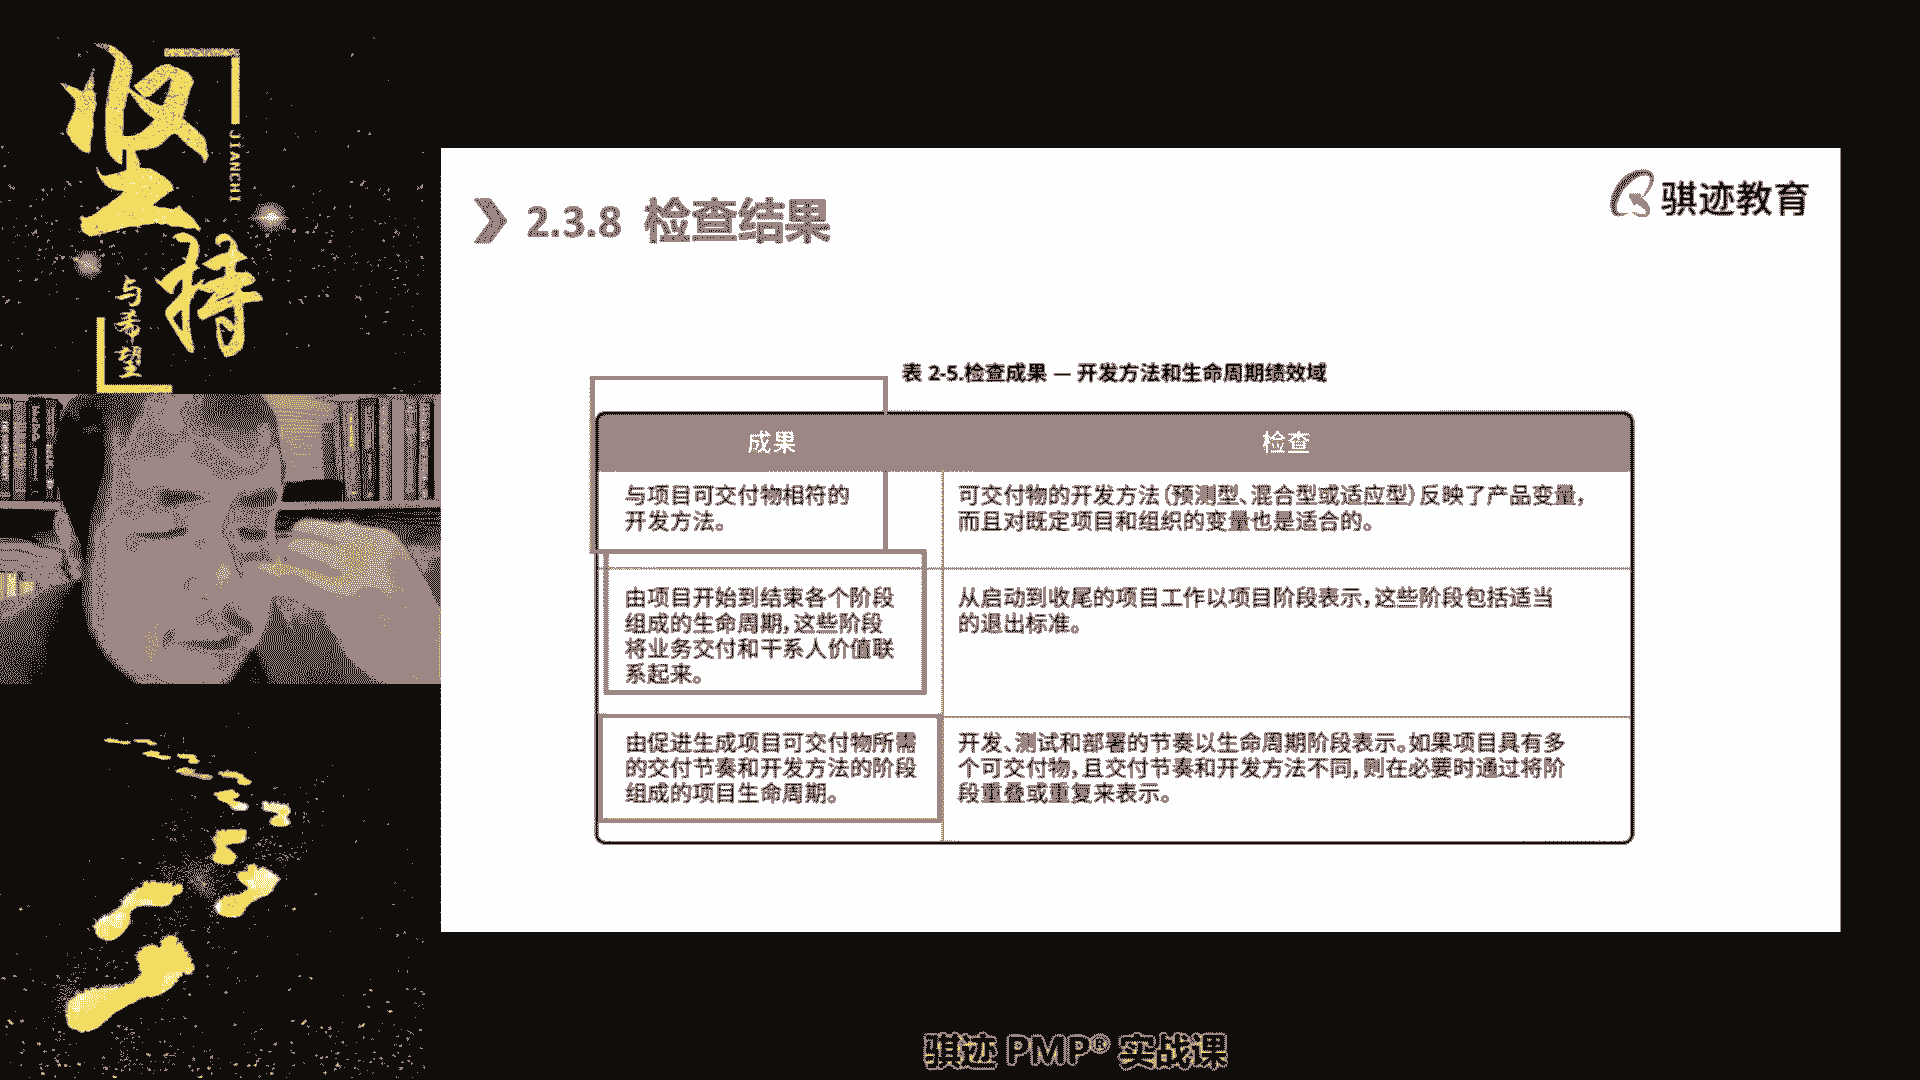 坚持
JIANCHI
与希望
2.3.8 检查结果
骐迹教育
表 2-5.检查成果 — 开发方法和生命周期绩效域
成果
检查
与项目可交付物相符的
开发方法。
可交付物的开发方法(预测型、混合型或适应型)反映了产品变量,
而且对既定项目和组织的变量也是适合的。
由项目开始到结束各个阶段
组成的生命周期,这些阶段
将业务交付和干系人价值联
系起来。
从启动到收尾的项目工作以项目阶段表示,这些阶段包括适当
的退出标准。
由促进生成项目可交付物所需
的交付节奏和开发方法的阶段
组成的项目生命周期。
开发、测试和部署的节奏以生命周期阶段表示。如果项目具有多
个可交付物,且交付节奏和开发方法不同,则在必要时通过将阶
段重叠或重复来表示。
骐迹 PMP® 实战课